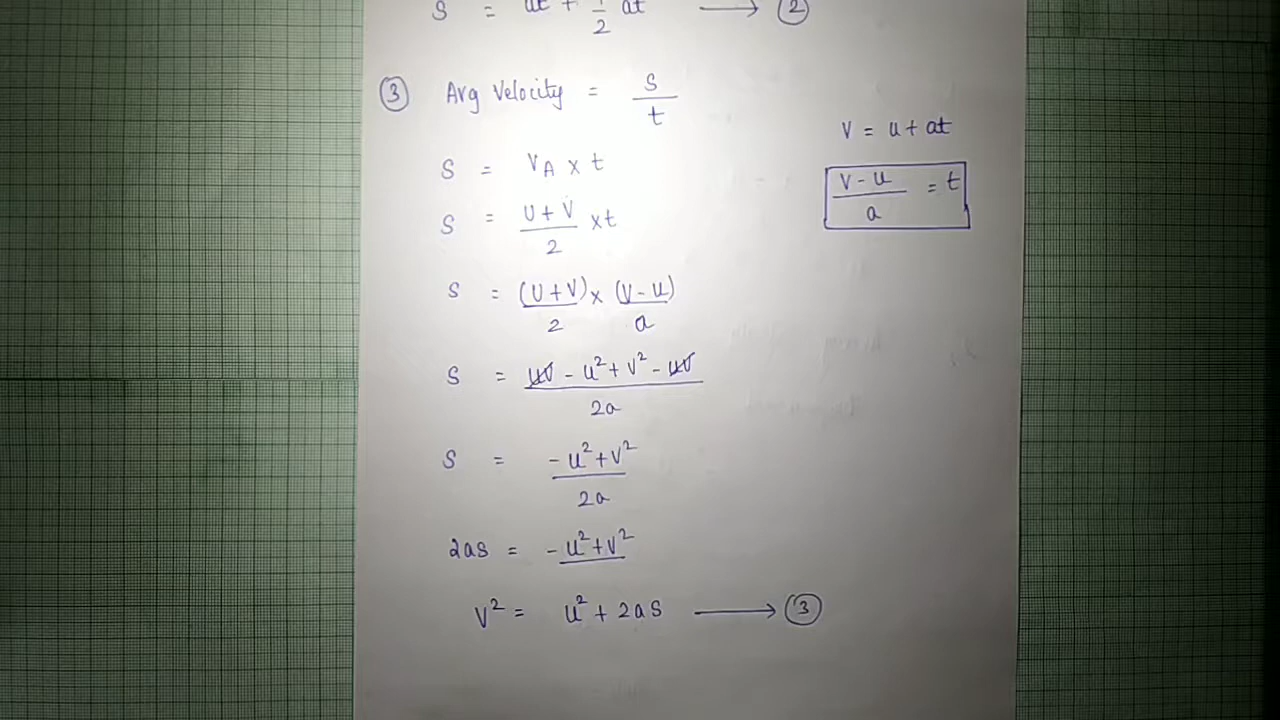 S = ut + 1/2 at → ②
③ Avg Velocity = S/t
S = VA x t
S = U+V/2 x t
S = (U+V)/2 x (V-U)/a
S = uv - u² + v² - uv/2a
S = -u²+v²/2a
2as = -u²+v²
V² = u² + 2as → ③
V = u + at
V-u/a = t